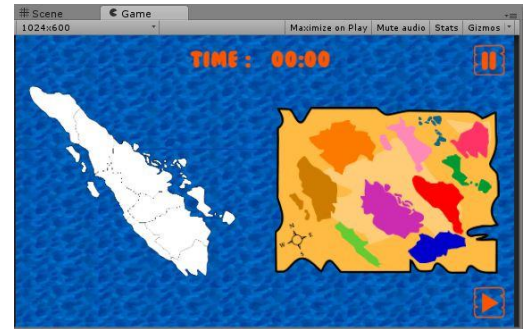 Scene Game
1024x600 Maximize on Play Mute audio Stats Gizmos
TIME : 00:00